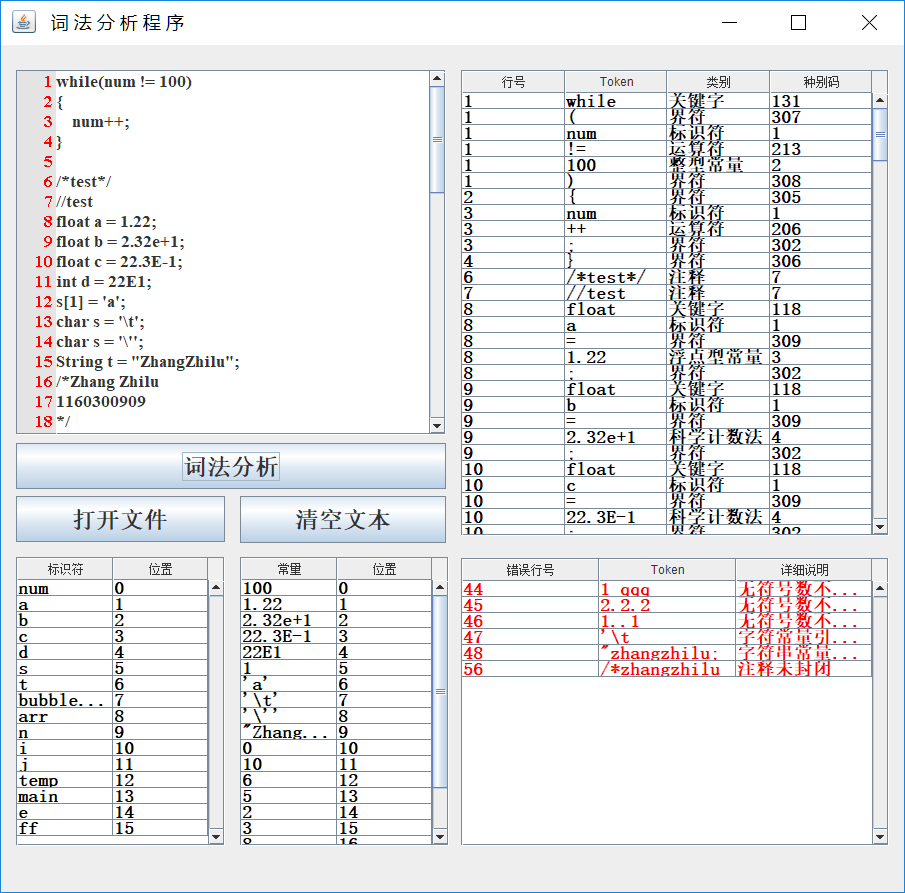 词法分析程序
1 while(num != 100)
2 {
3 num++;
4 }
5
6 /*test*/
7 //test
8 float a = 1.22;
9 float b = 2.32e+1;
10 float c = 22.3E-1;
11 int d = 22E1;
12 s[1] = 'a';
13 char s = '\t';
14 char s = '\'';
15 String t = "ZhangZhilu";
16 /*Zhang Zhilu
17 1160300909
18 */
词法分析
打开文件 清空文本
行号 Token 类别 种别码
1 while 关键字 131
1 ( 界符 307
1 num 标识符 1
1 != 运算符 213
1 100 整型常量 2
1 ) 界符 308
2 { 界符 305
3 num 标识符 1
3 ++ 运算符 206
3 ; 界符 302
4 } 界符 306
6 /*test*/ 注释 7
7 //test 注释 7
8 float 关键字 118
8 a 标识符 1
8 = 界符 309
8 1.22 浮点型常量 3
8 ; 界符 302
9 float 关键字 118
9 b 标识符 1
9 = 界符 309
9 2.32e+1 科学计数法 4
9 ; 界符 302
10 float 关键字 118
10 c 标识符 1
10 = 界符 309
10 22.3E-1 科学计数法 4
10 ; 界符 302
标识符 位置
num 0
a 1
b 2
c 3
d 4
s 5
t 6
bubble... 7
arr 8
n 9
i 10
j 11
temp 12
main 13
e 14
ff 15
常量 位置
100 0
1.22 1
2.32e+1 2
22.3E-1 3
22E1 4
1 5
'a' 6
'\t' 7
'\'' 8
"Zhang... 9
0 10
10 11
6 12
5 13
2 14
3 15
8 16
错误行号 Token 详细说明
44 1 qqq 无符号数不...
45 2.2.2 无符号数不...
46 1..1 无符号数不...
47 '\t 字符常量引...
48 "zhangzhilu; 字符串常量...
56 /*zhangzhilu 注释未封闭